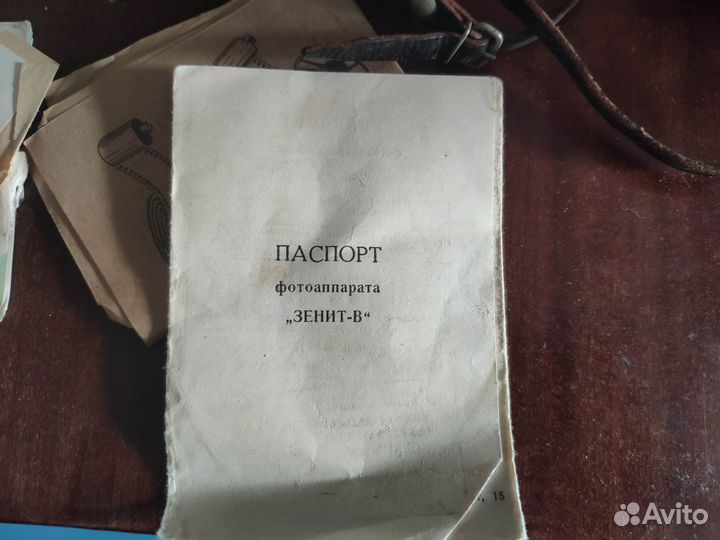 ПАСПОРТ
фотоаппарата
„ЗЕНИТ-В“
15
Avito